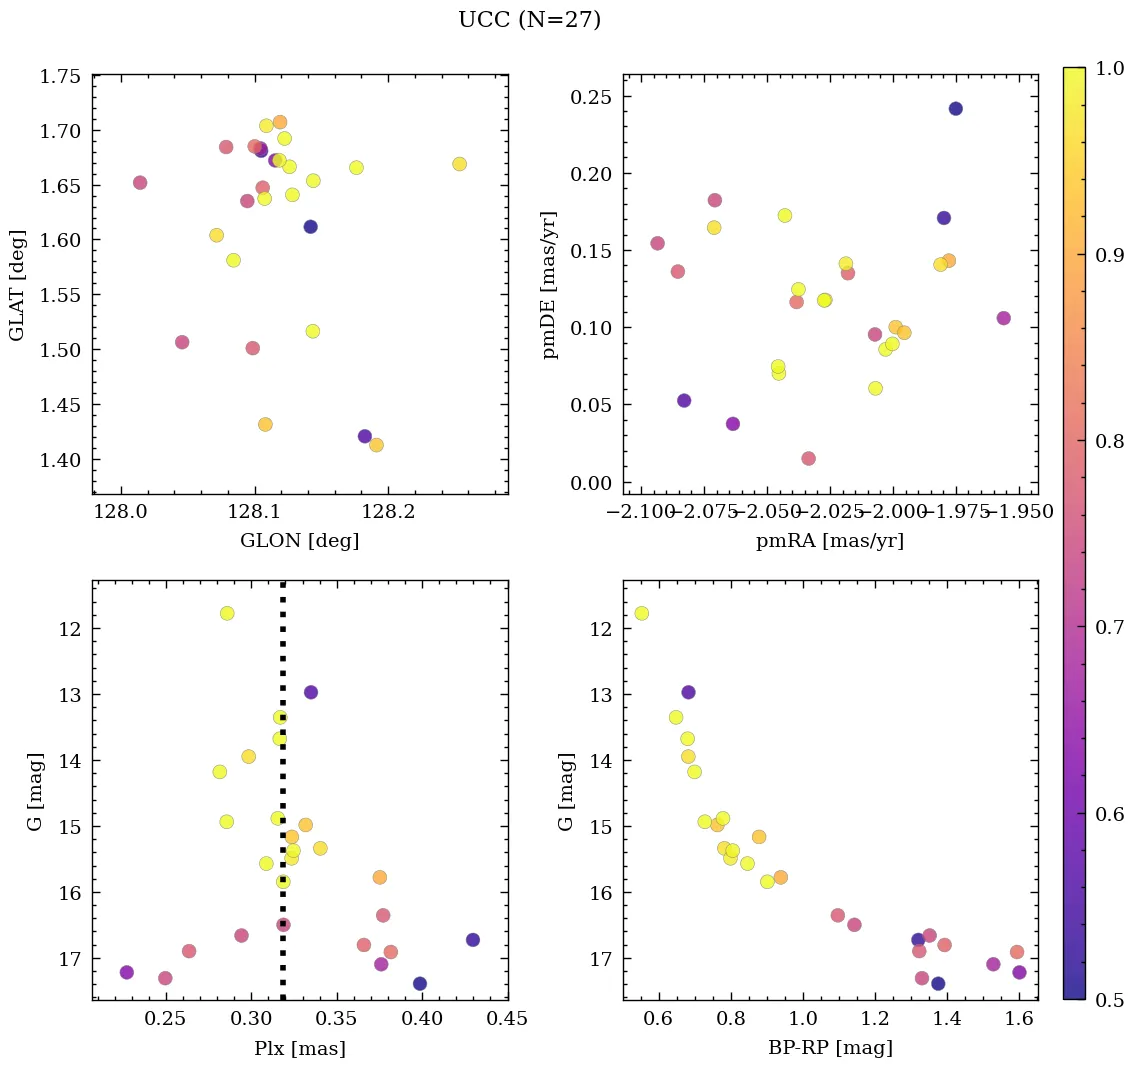 UCC (N=27)
1.75
1.70
1.65
1.60
1.55
1.50
1.45
1.40
GLAT [deg]
128.0 128.1 128.2
GLON [deg]
0.25
0.20
0.15
0.10
0.05
0.00
pmDE [mas/yr]
−2.100 −2.075 −2.050 −2.025 −2.000 −1.975 −1.950
pmRA [mas/yr]
12
13
14
15
16
17
G [mag]
0.25 0.30 0.35 0.40 0.45
Plx [mas]
12
13
14
15
16
17
G [mag]
0.6 0.8 1.0 1.2 1.4 1.6
BP-RP [mag]
1.0
0.9
0.8
0.7
0.6
0.5